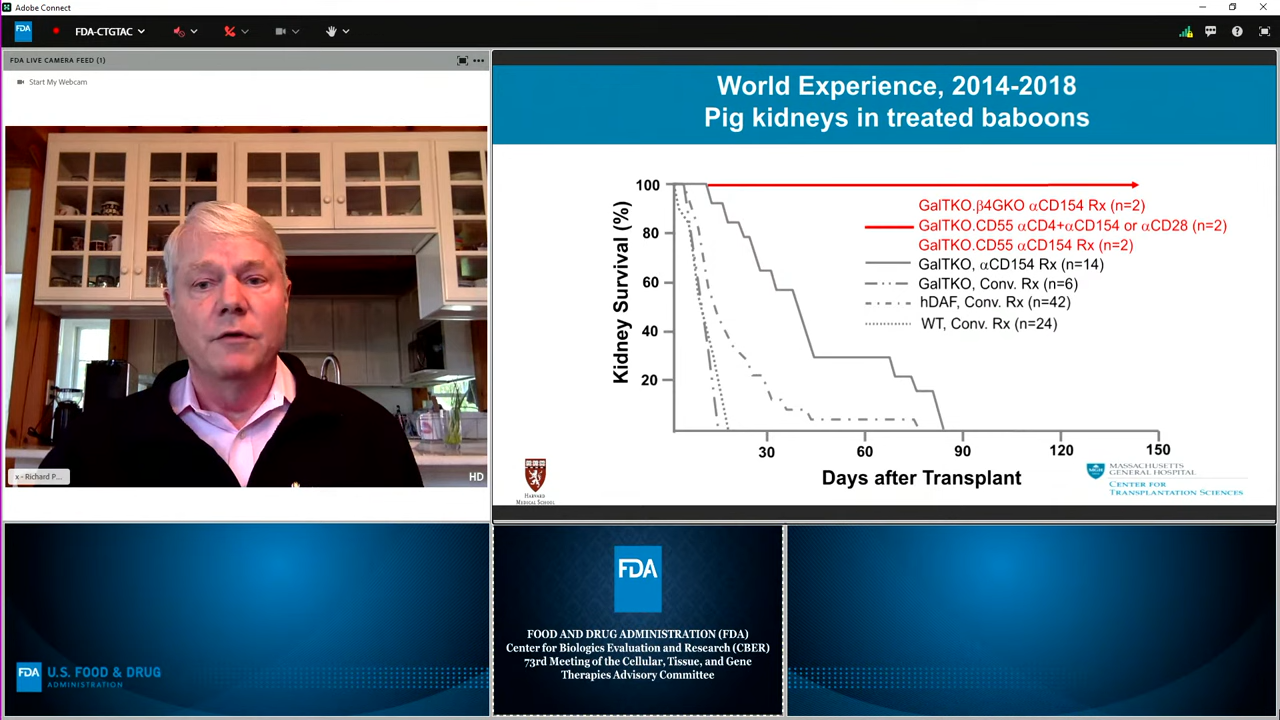 Adobe Connect
FDA
FDA-CTGTAC
FDA LIVE CAMERA FEED (1)
Start My Webcam
x - Richard P...
HD
World Experience, 2014-2018
Pig kidneys in treated baboons
Kidney Survival (%)
100
80
60
40
20
GalTKO.β4GKO αCD154 Rx (n=2)
GalTKO.CD55 αCD4+αCD154 or αCD28 (n=2)
GalTKO.CD55 αCD154 Rx (n=2)
GalTKO, αCD154 Rx (n=14)
GalTKO, Conv. Rx (n=6)
hDAF, Conv. Rx (n=42)
WT, Conv. Rx (n=24)
30
60
90
120
150
Days after Transplant
HARVARD
MEDICAL SCHOOL
MGH
MASSACHUSETTS
GENERAL HOSPITAL
CENTER FOR
TRANSPLANTATION SCIENCES
FDA
U.S. FOOD & DRUG
ADMINISTRATION
FDA
FOOD AND DRUG ADMINISTRATION (FDA)
Center for Biologics Evaluation and Research (CBER)
73rd Meeting of the Cellular, Tissue, and Gene
Therapies Advisory Committee